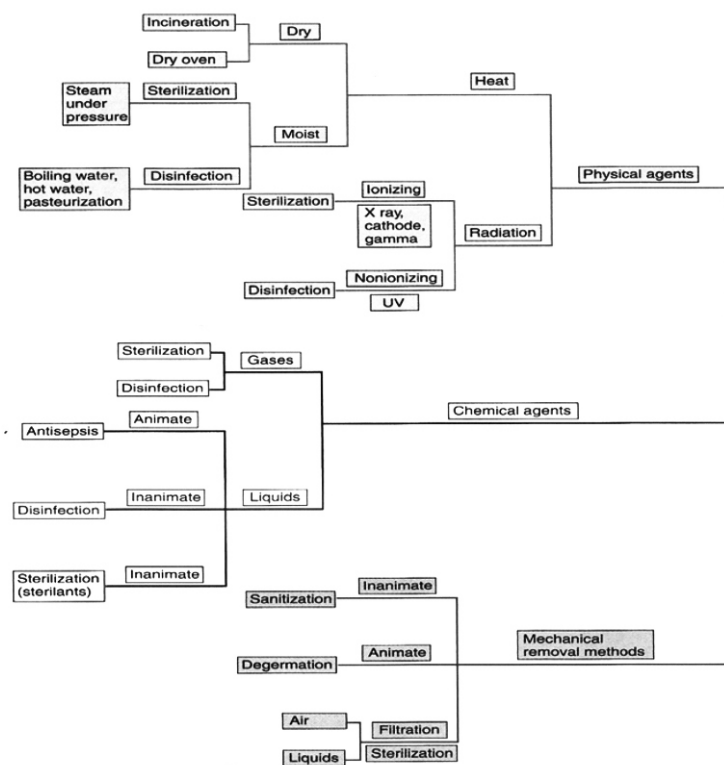 Incineration
Dry
Dry oven
Heat
Steam
under
pressure
Sterilization
Moist
Boiling water,
hot water,
pasteurization
Disinfection
Physical agents
Sterilization
Ionizing
X ray,
cathode,
gamma
Radiation
Nonionizing
Disinfection
UV
Sterilization
Gases
Disinfection
Chemical agents
Animate
Antisepsis
Inanimate
Liquids
Disinfection
Sterilization
(sterilants)
Inanimate
Inanimate
Sanitization
Mechanical
removal methods
Animate
Degermation
Air
Filtration
Liquids
Sterilization